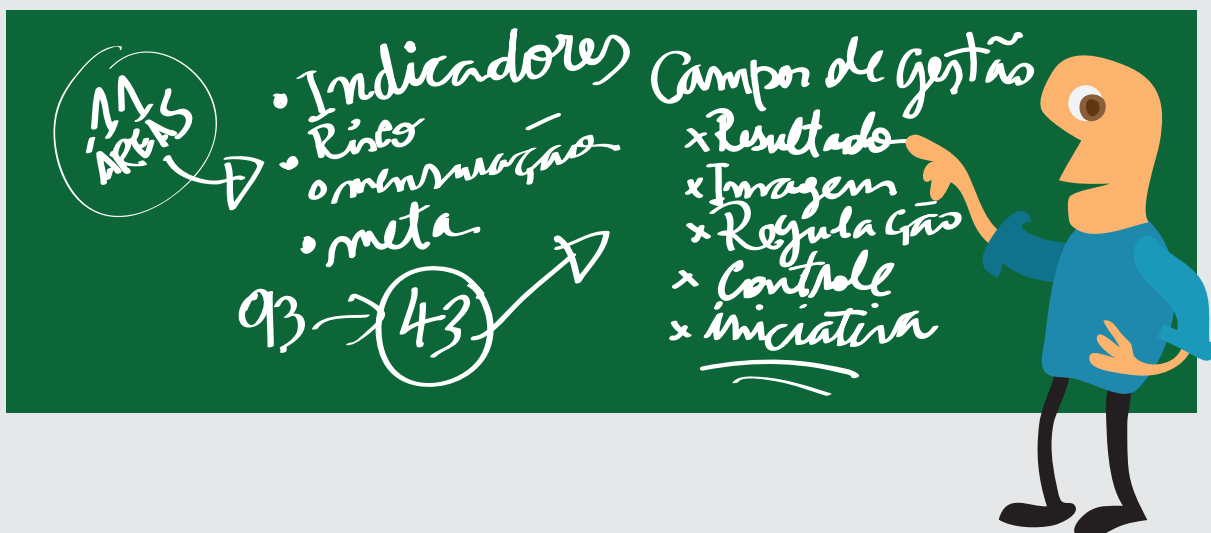 11
ÁREAS
• Indicadores
• Risco
• mensuração
• meta
93 → 43
Campos de gestão
x Resultado
x Imagem
x Regulação
x Controle
x iniciativa